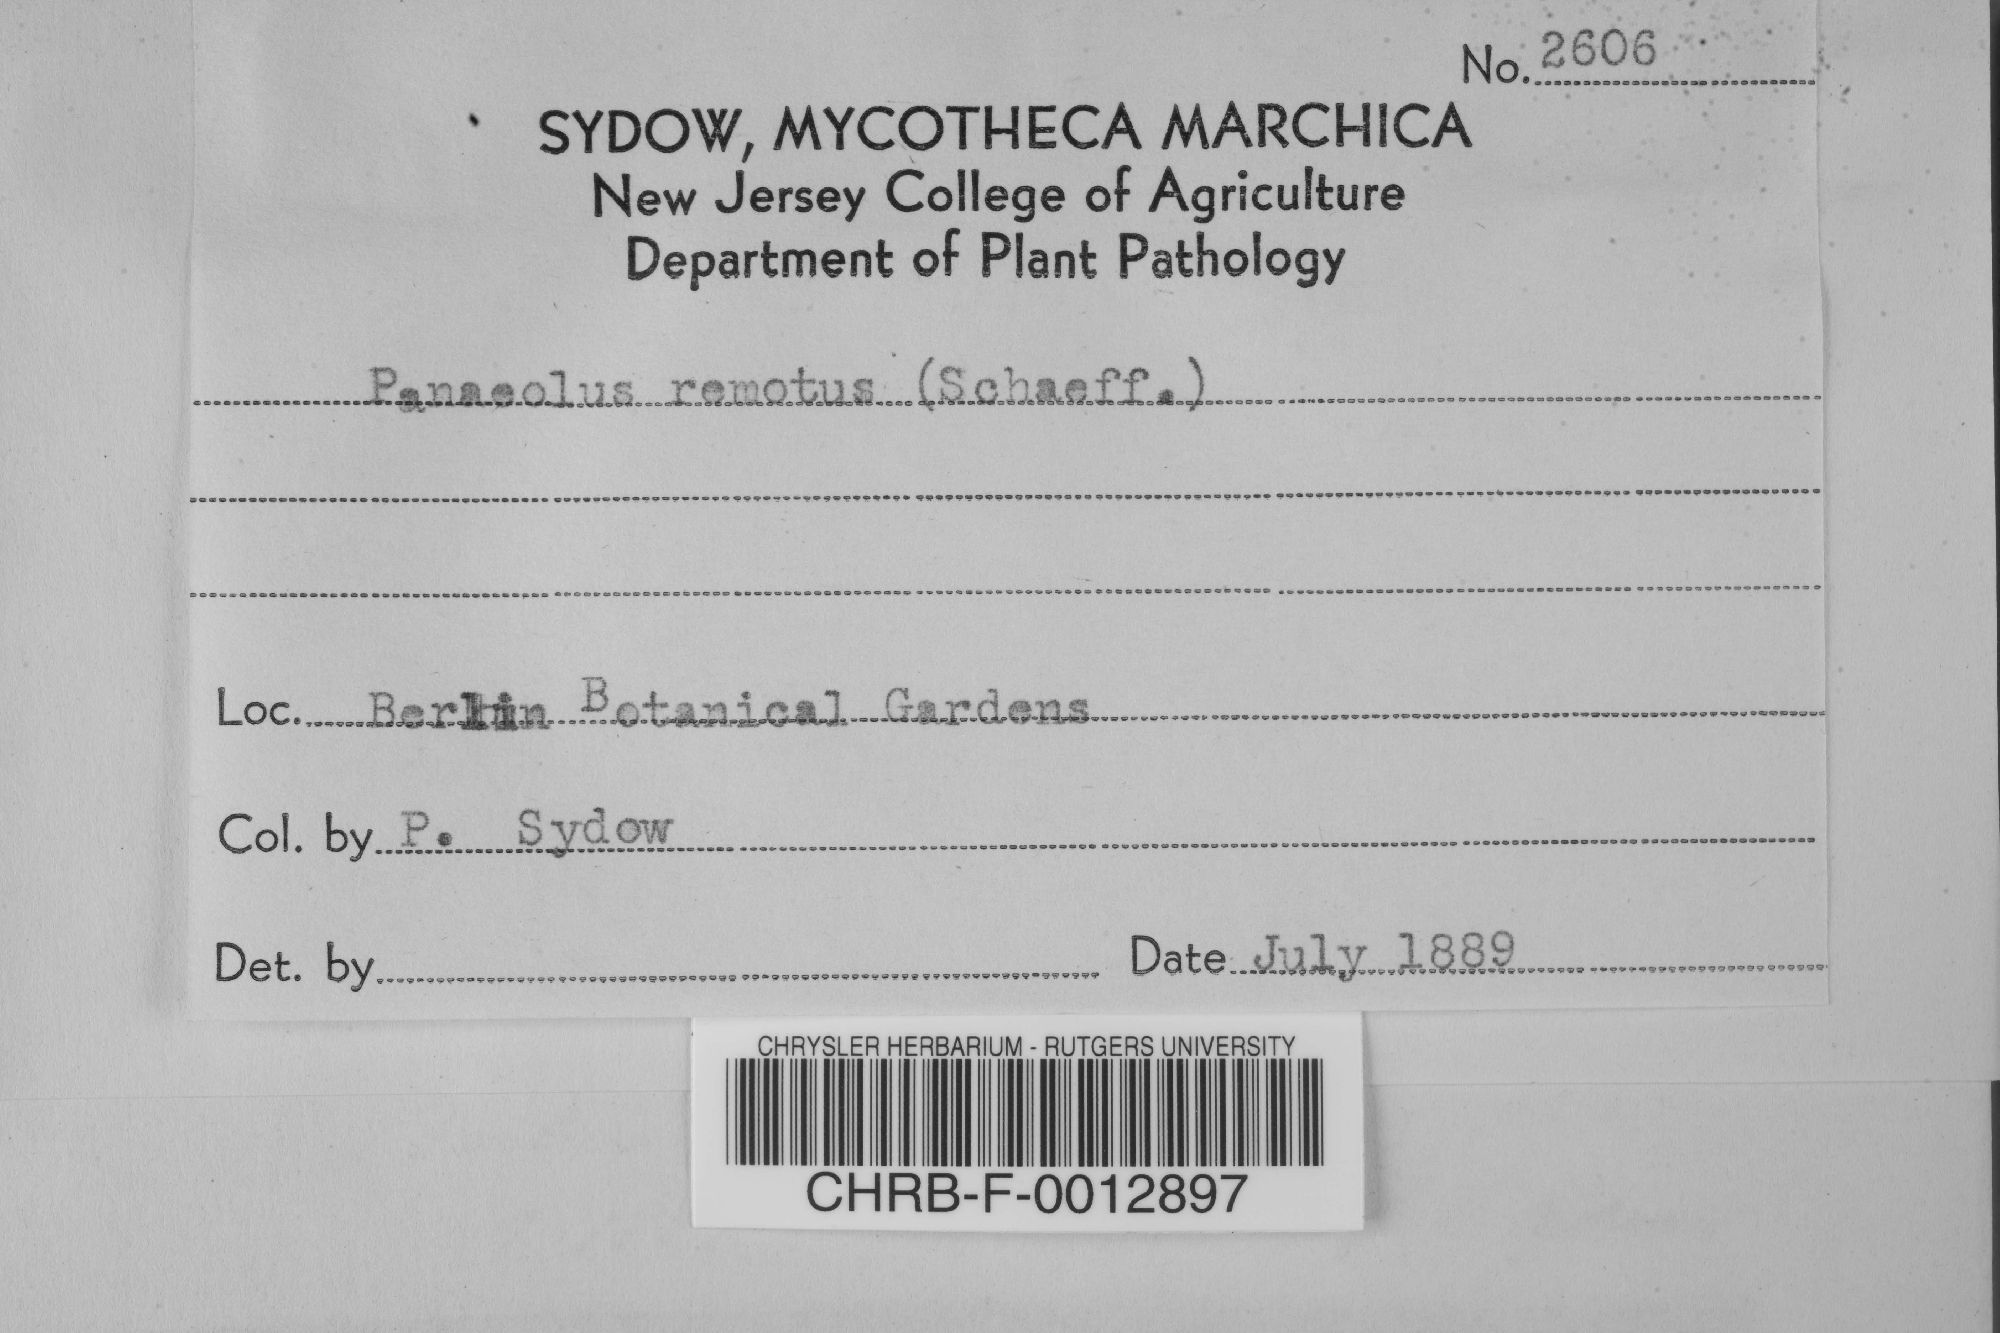 No. 2606
SYDOW, MYCOTHECA MARCHICA
New Jersey College of Agriculture
Department of Plant Pathology
Panaeolus remotus (Schaeff.)
Loc. Berlin Botanical Gardens
Col. by P. Sydow
Det. by
Date July 1889
CHRYSLER HERBARIUM - RUTGERS UNIVERSITY
CHRB-F-0012897